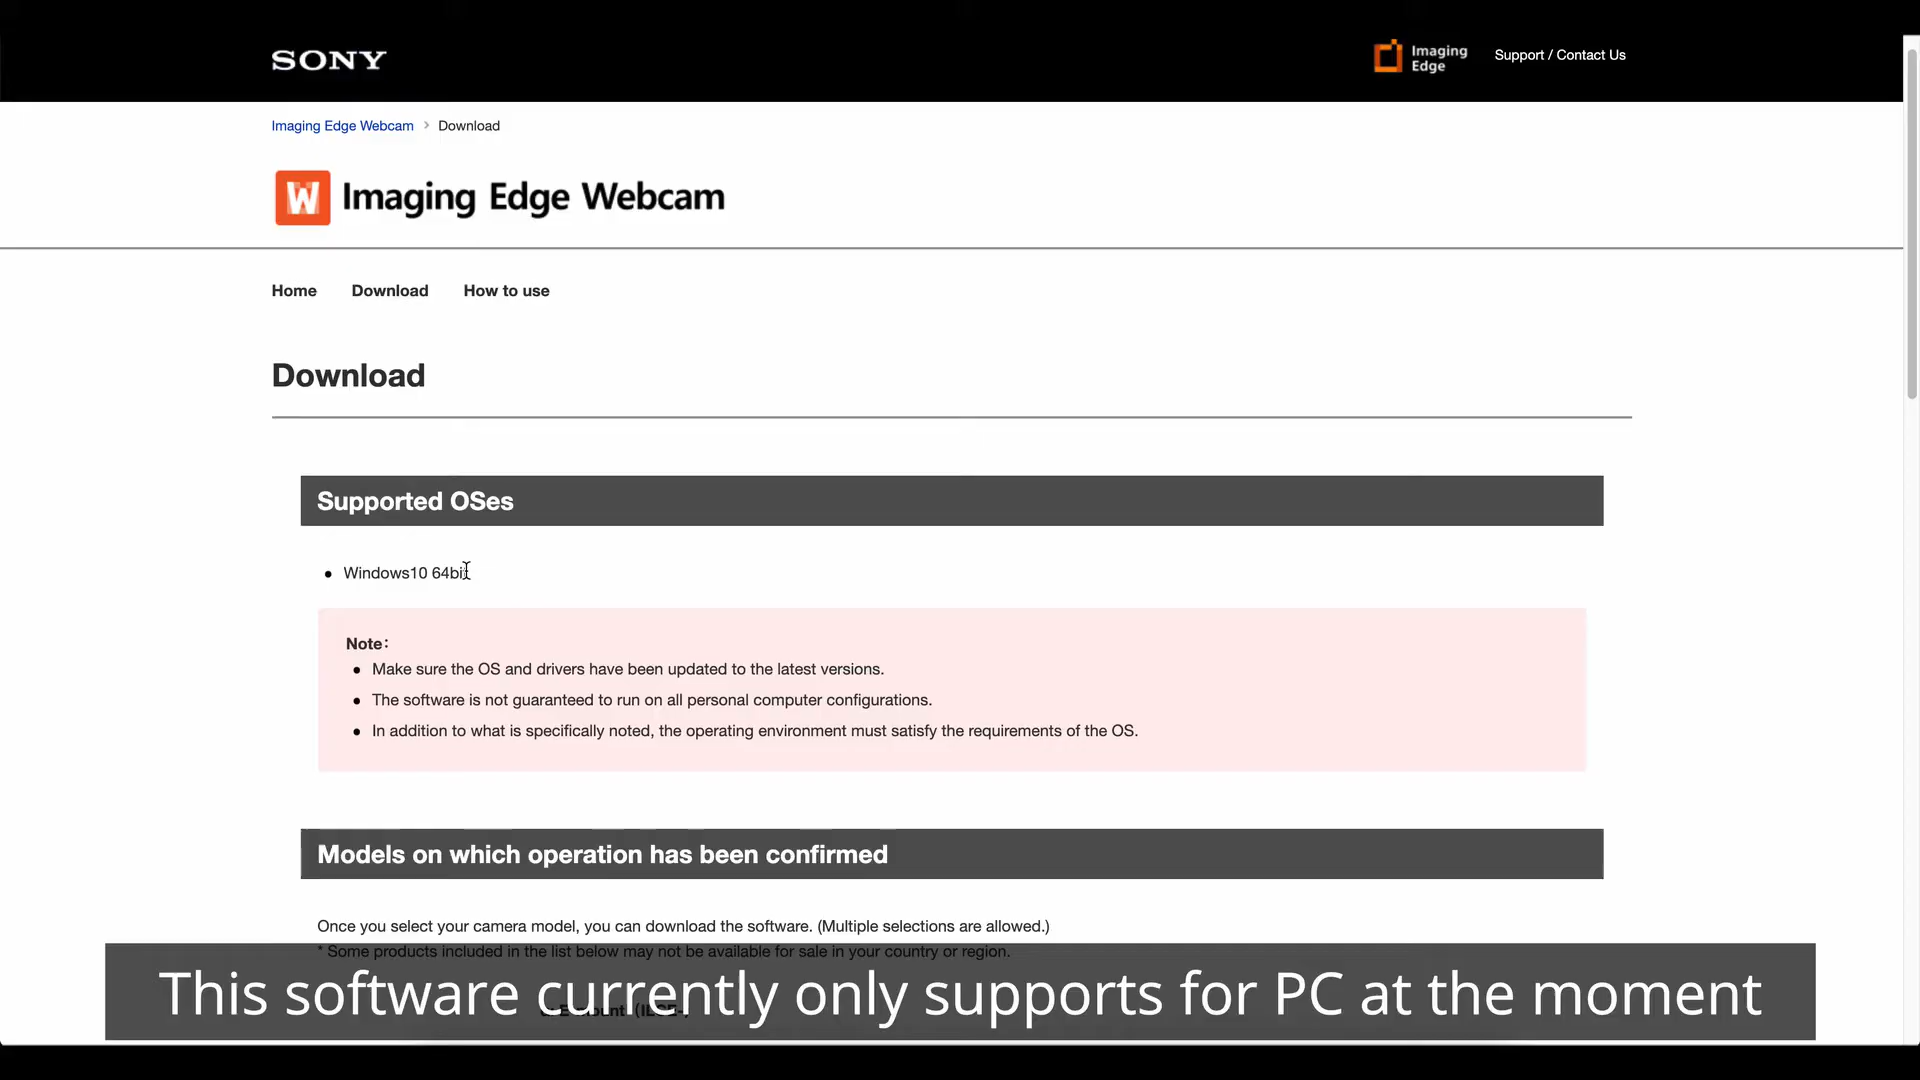 SONY
Imaging
Edge
Support / Contact Us
Imaging Edge Webcam > Download
W Imaging Edge Webcam
Home Download How to use
Download
Supported OSes
• Windows10 64bit
Note:
• Make sure the OS and drivers have been updated to the latest versions.
• The software is not guaranteed to run on all personal computer configurations.
• In addition to what is specifically noted, the operating environment must satisfy the requirements of the OS.
Models on which operation has been confirmed
Once you select your camera model, you can download the software. (Multiple selections are allowed.)
* Some products included in the list below may not be available for sale in your country or region.
This software currently only supports for PC at the moment